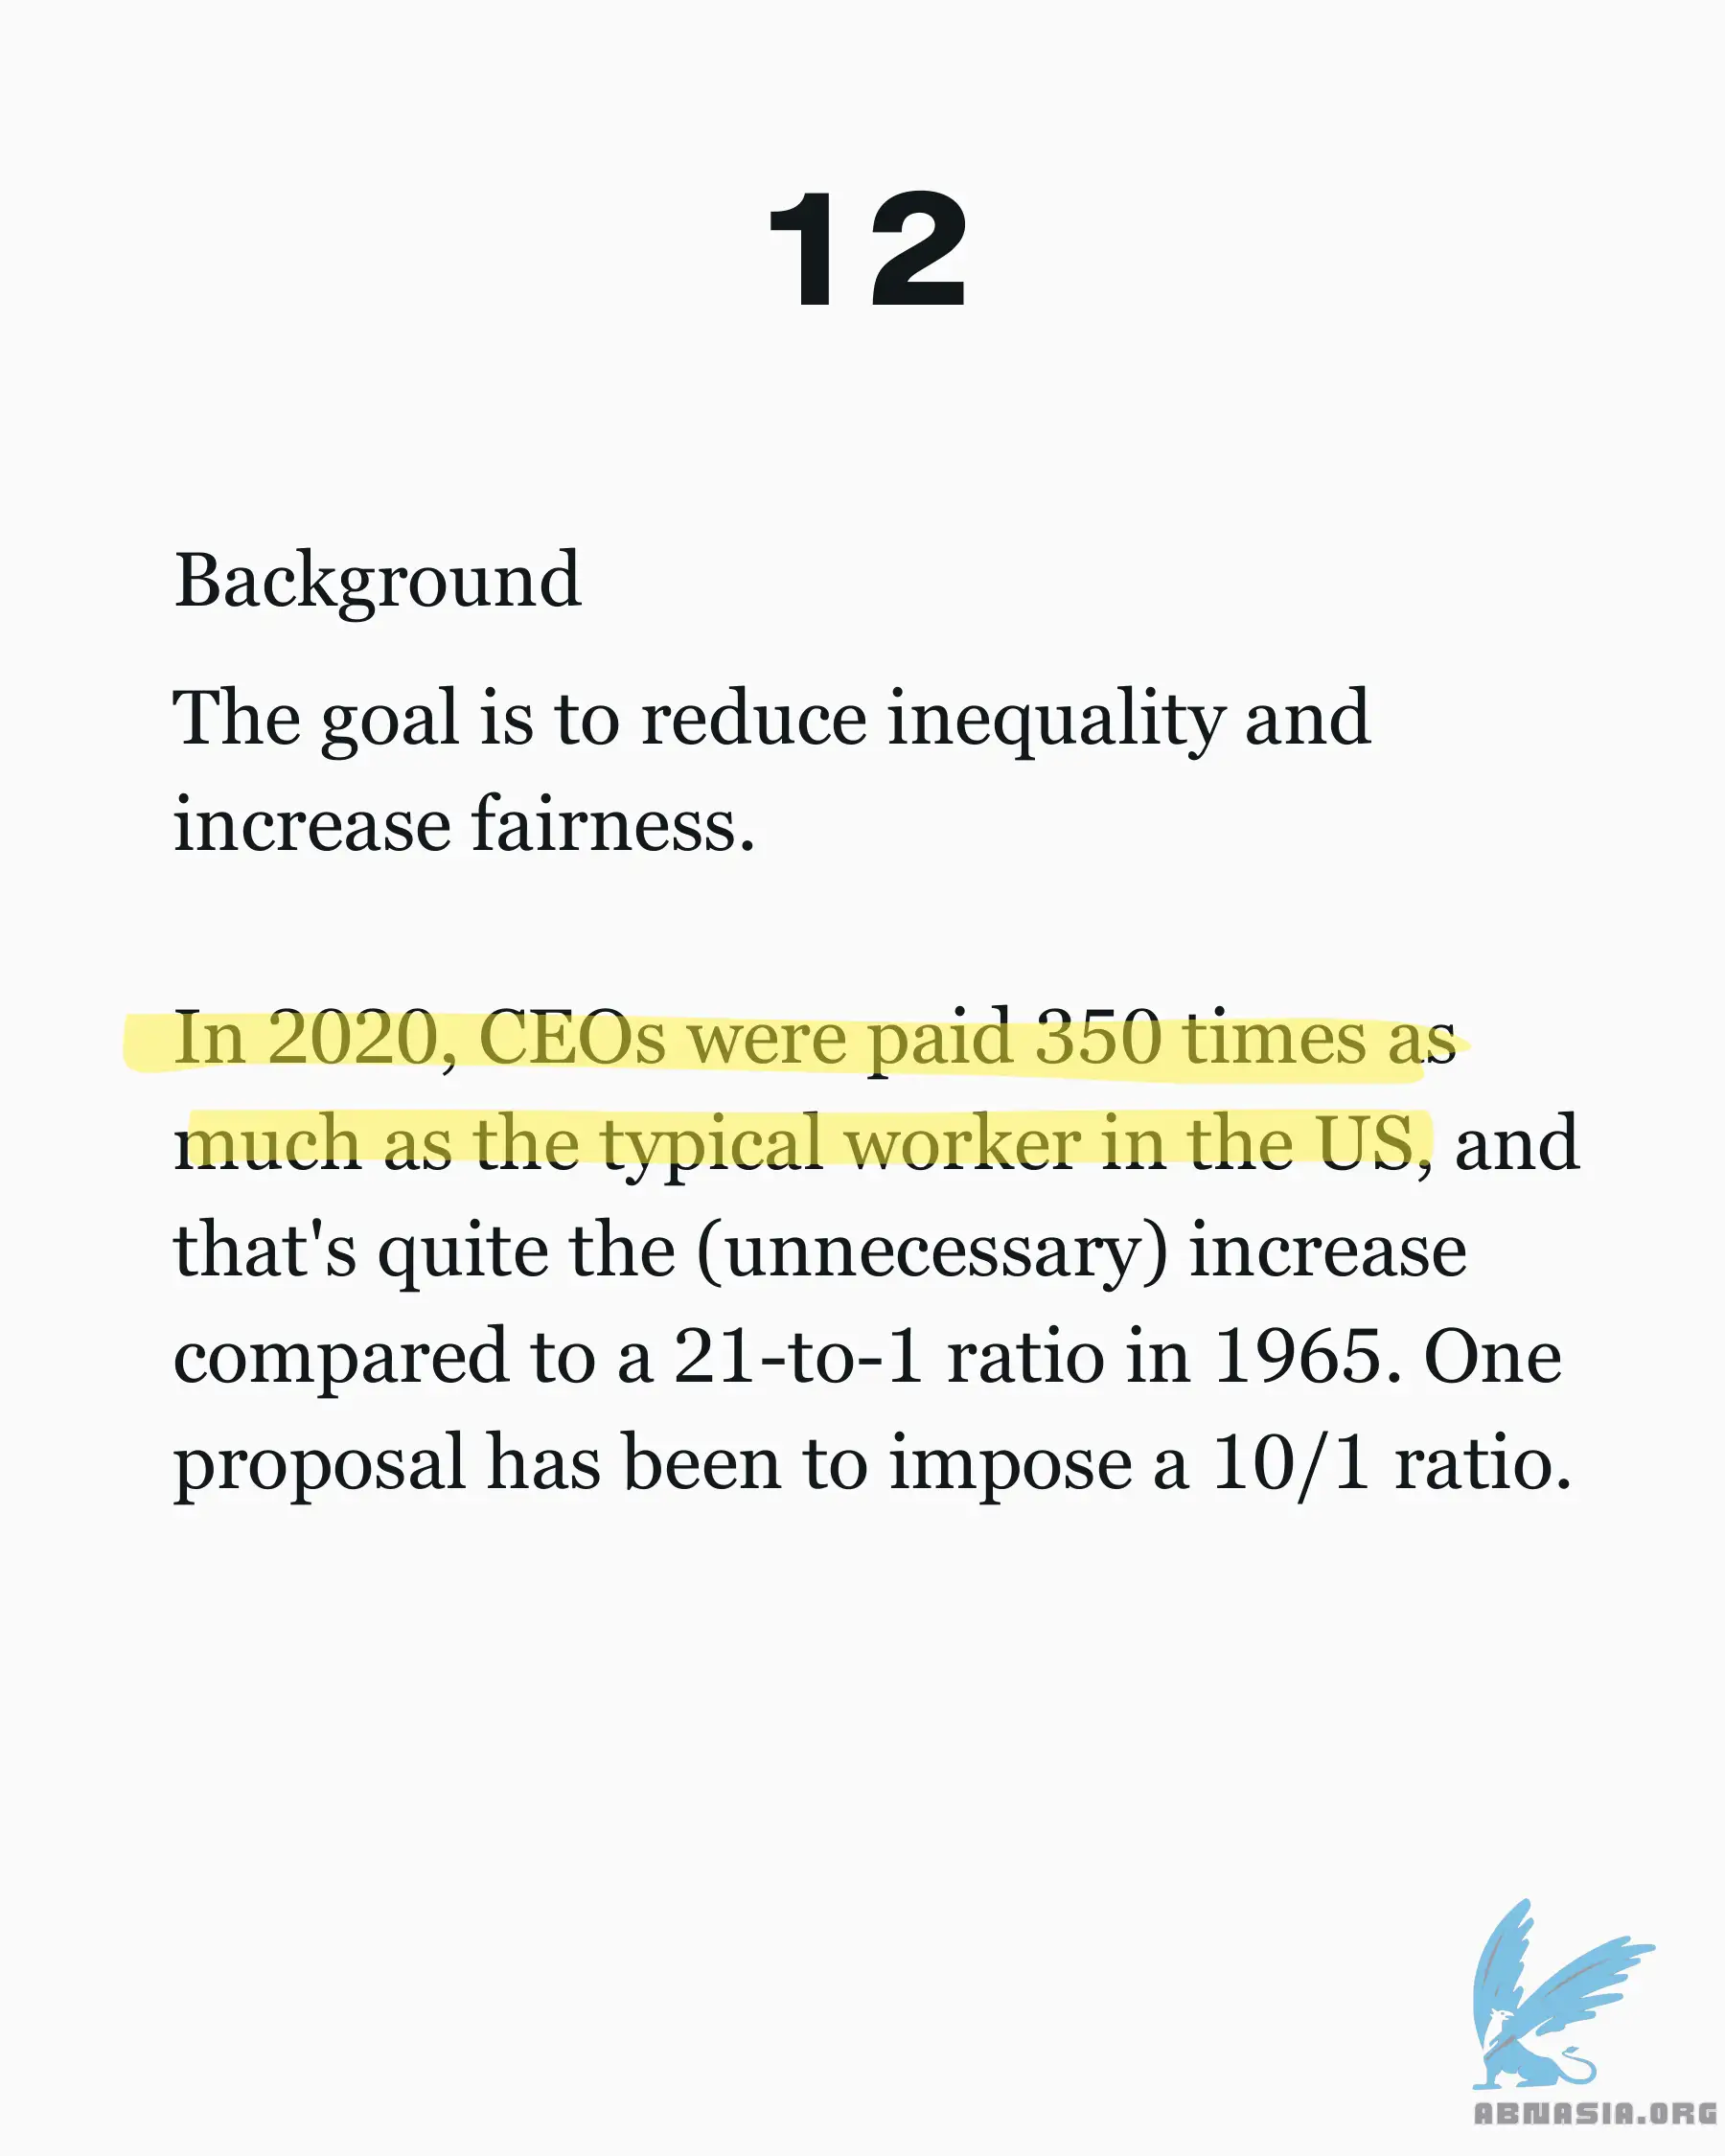 12
Background
The goal is to reduce inequality and
increase fairness.
In 2020, CEOs were paid 350 times as
much as the typical worker in the US, and
that's quite the (unnecessary) increase
compared to a 21-to-1 ratio in 1965. One
proposal has been to impose a 10/1 ratio.
ABNASIA.ORG